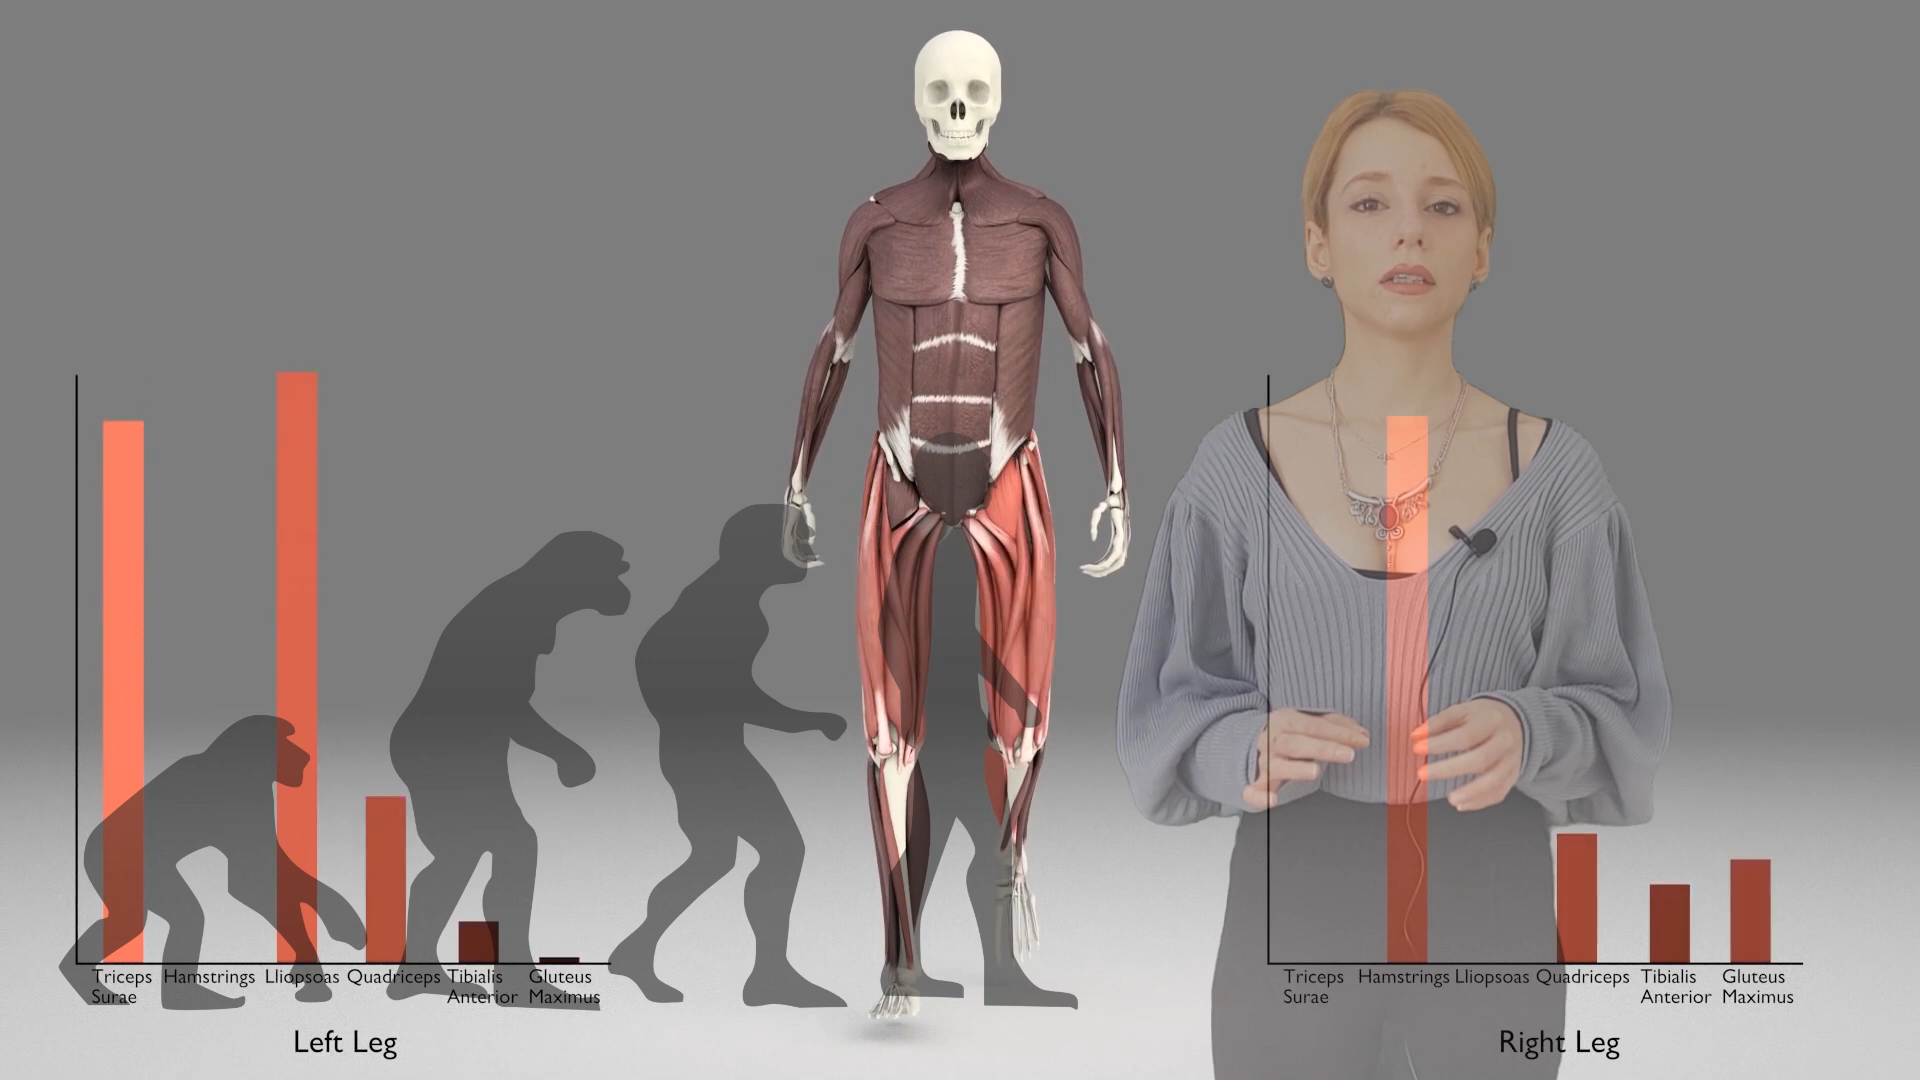 Triceps Hamstrings Lliopsoas Quadriceps Tibialis Gluteus
Surae Anterior Maximus
Left Leg
Triceps Hamstrings Lliopsoas Quadriceps Tibialis Gluteus
Surae Anterior Maximus
Right Leg